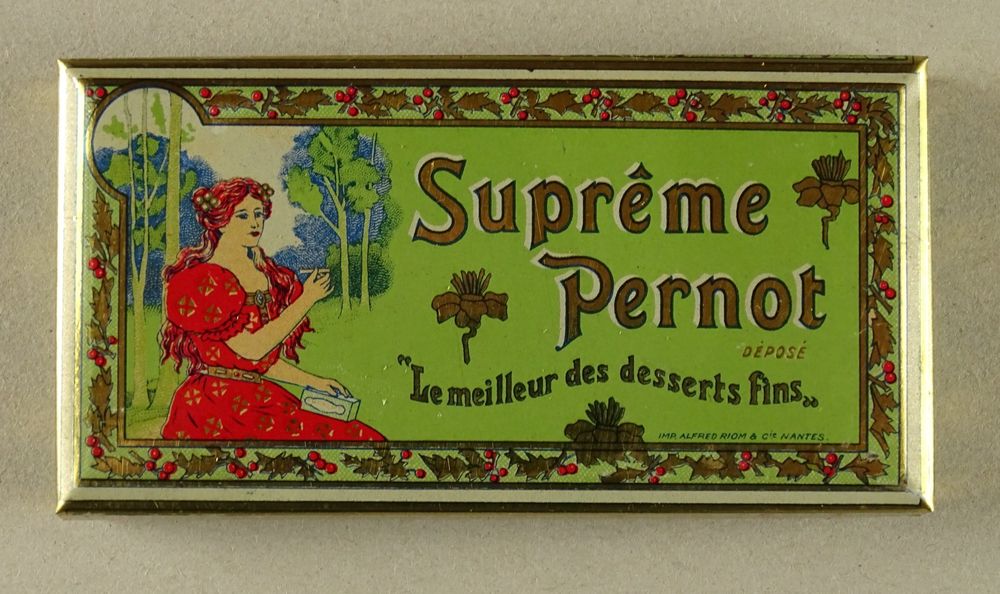 Suprême
Pernot
DÉPOSÉ
"Le meilleur des desserts fins„
IMP. ALFRED RIOM & Cie NANTES.